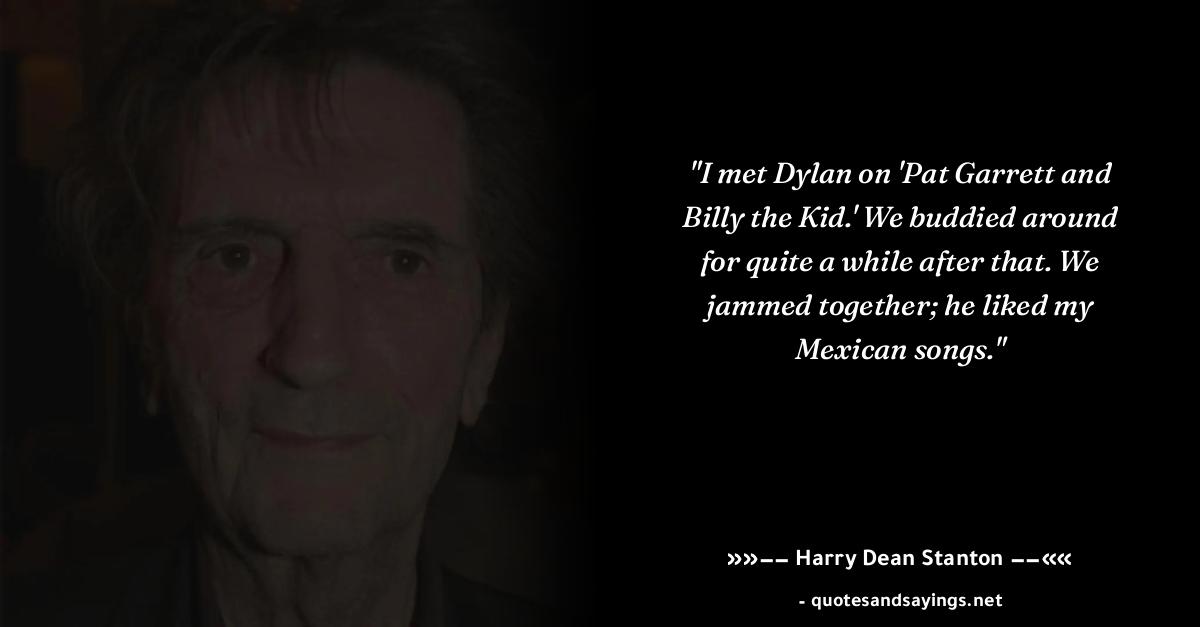 "I met Dylan on 'Pat Garrett and
Billy the Kid.' We buddied around
for quite a while after that. We
jammed together; he liked my
Mexican songs."
»»−− Harry Dean Stanton −−««
- quotesandsayings.net